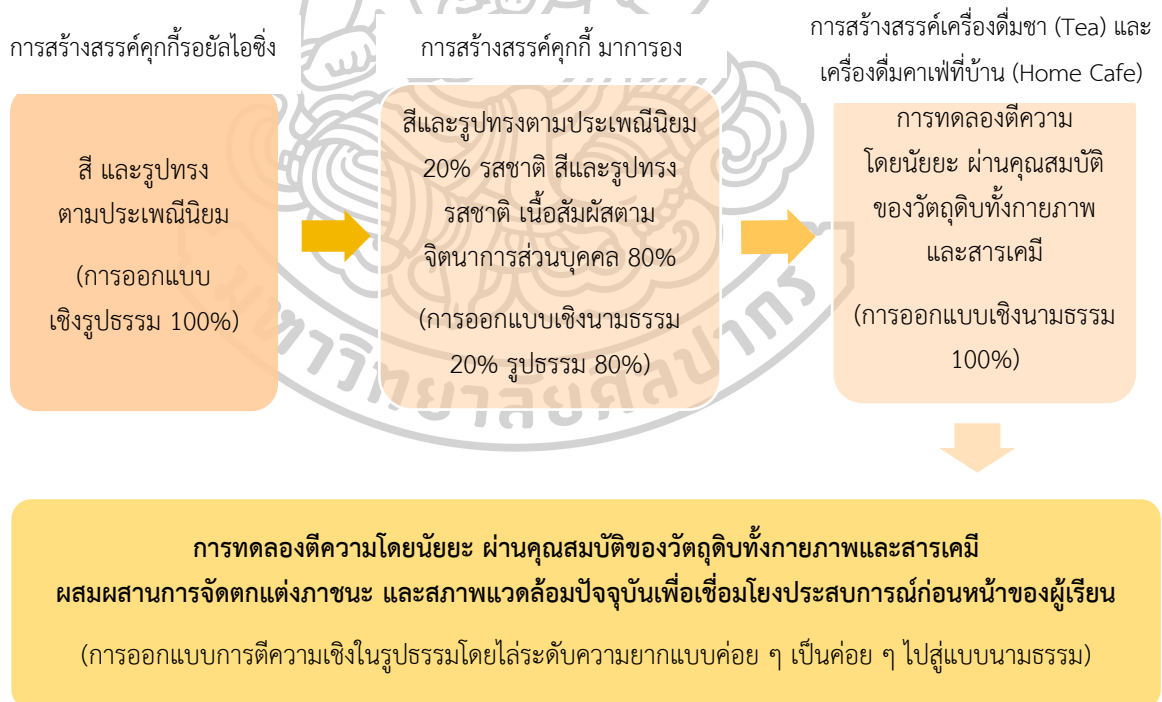 การสร้างสรรค์คุกกี้รอยัลไอซิ่ง
สี และรูปทรง
ตามประเพณีนิยม
(การออกแบบ
เชิงรูปธรรม 100%)
การสร้างสรรค์คุกกี้ มาการอง
สีและรูปทรงตามประเพณีนิยม
20% รสชาติ สีและรูปทรง
รสชาติ เนื้อสัมผัสตาม
จิตนาการส่วนบุคคล 80%
(การออกแบบเชิงนามธรรม
20% รูปธรรม 80%)
การสร้างสรรค์เครื่องดื่มชา (Tea) และ
เครื่องดื่มคาเฟ่ที่บ้าน (Home Cafe)
การทดลองตีความ
โดยนัยยะ ผ่านคุณสมบัติ
ของวัตถุดิบทั้งกายภาพ
และสารเคมี
(การออกแบบเชิงนามธรรม
100%)
การทดลองตีความโดยนัยยะ ผ่านคุณสมบัติของวัตถุดิบทั้งกายภาพและสารเคมี
ผสมผสานการจัดตกแต่งภาชนะ และสภาพแวดล้อมปัจจุบันเพื่อเชื่อมโยงประสบการณ์ก่อนหน้าของผู้เรียน
(การออกแบบการตีความเชิงในรูปธรรมโดยไล่ระดับความยากแบบค่อย ๆ เป็นค่อย ๆ ไปสู่แบบนามธรรม)